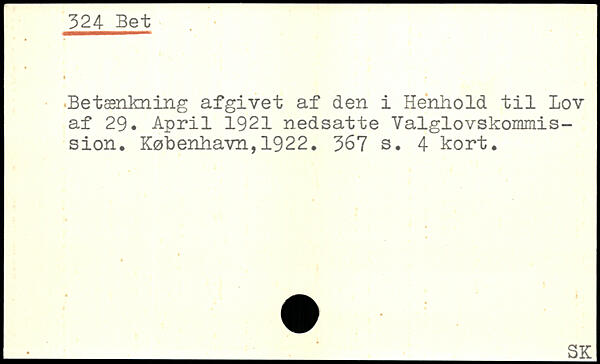 324 Bet
Betænkning afgivet af den i Henhold til Lov
af 29. April 1921 nedsatte Valglovskommis-
sion. København,1922. 367 s. 4 kort.
SK